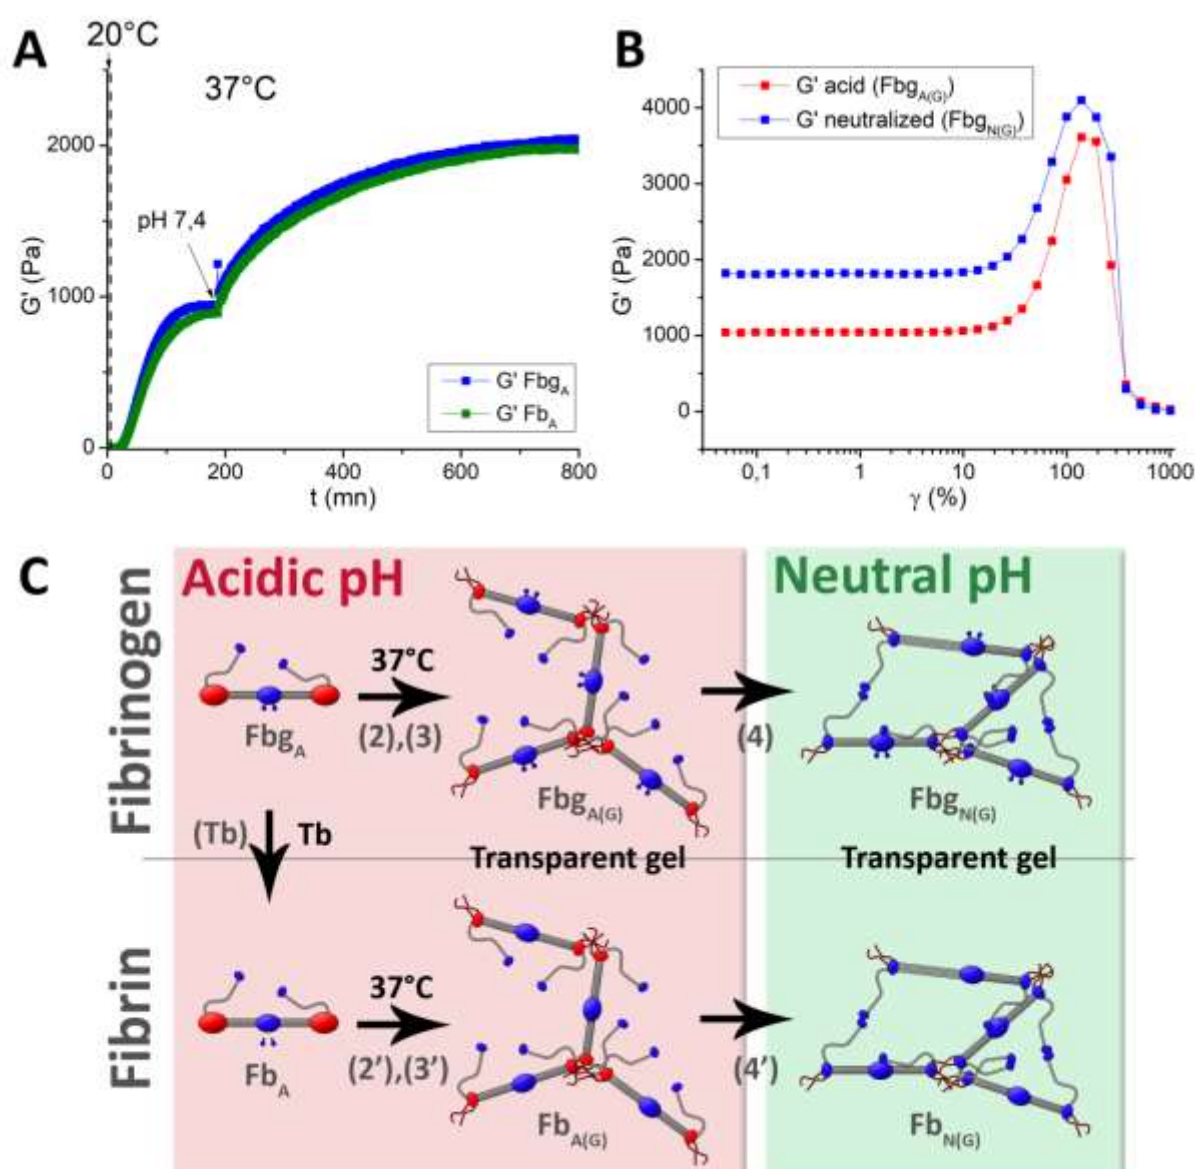 A
20°C
37°C
2000
1000
0
pH 7,4
G' (Pa)
G' Fbg_A
G' Fb_A
0 200 400 600 800
t (mn)
B
G' acid (Fbg_A(G))
G' neutralized (Fbg_N(G))
4000
3000
2000
1000
0
G' (Pa)
0,1 1 10 100 1000
γ (%)
C
Acidic pH
Neutral pH
Fibrinogen
Fbg_A
37°C
(2),(3)
Fbg_A(G)
(4)
Fbg_N(G)
(Tb) Tb
Transparent gel
Transparent gel
Fibrin
Fb_A
37°C
(2’),(3’)
Fb_A(G)
(4’)
Fb_N(G)